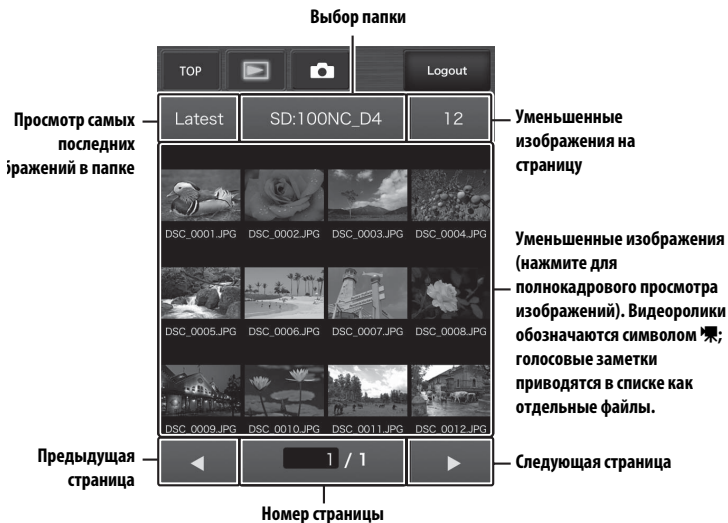 Выбор папки
TOP
Logout
Просмотр самых
последних
бражений в папке
Latest
SD:100NC_D4
12
Уменьшенные
изображения на
страницу
DSC_0001.JPG DSC_0002.JPG DSC_0003.JPG DSC_0004.JPG
Уменьшенные изображения
(нажмите для
полнокадрового просмотра
изображений). Видеоролики
обозначаются символом ;
голосовые заметки
приводятся в списке как
отдельные файлы.
DSC_0005.JPG DSC_0006.JPG DSC_0007.JPG DSC_0008.JPG
DSC_0009.JPG DSC_0010.JPG DSC_0011.JPG DSC_0012.JPG
Предыдущая
страница
1 / 1
Следующая страница
Номер страницы